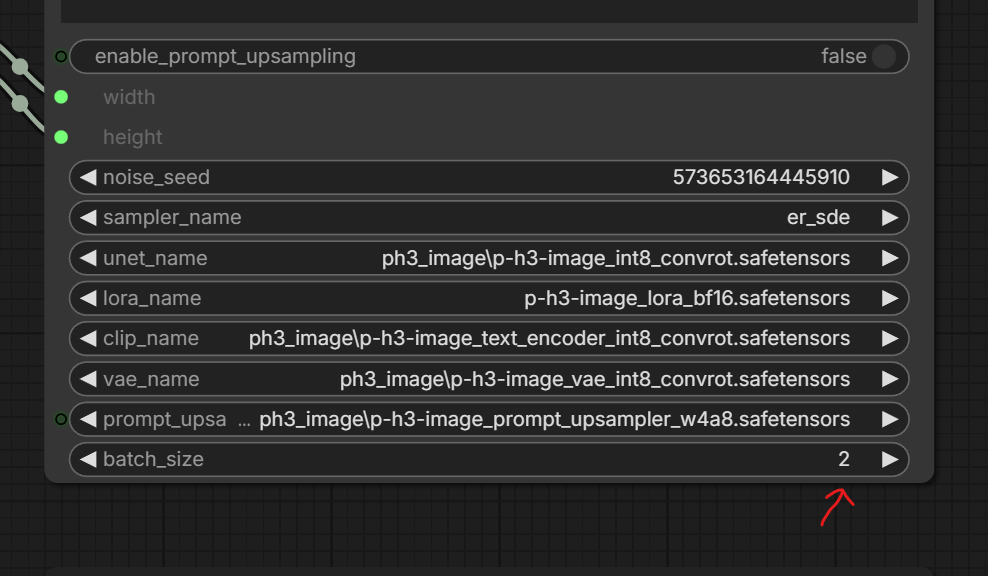 enable_prompt_upsampling false
width
height
noise_seed 573653164445910
sampler_name er_sde
unet_name ph3_image\p-h3-image_int8_convrot.safetensors
lora_name p-h3-image_lora_bf16.safetensors
clip_name ph3_image\p-h3-image_text_encoder_int8_convrot.safetensors
vae_name ph3_image\p-h3-image_vae_int8_convrot.safetensors
prompt_upsa ... ph3_image\p-h3-image_prompt_upsampler_w4a8.safetensors
batch_size 2